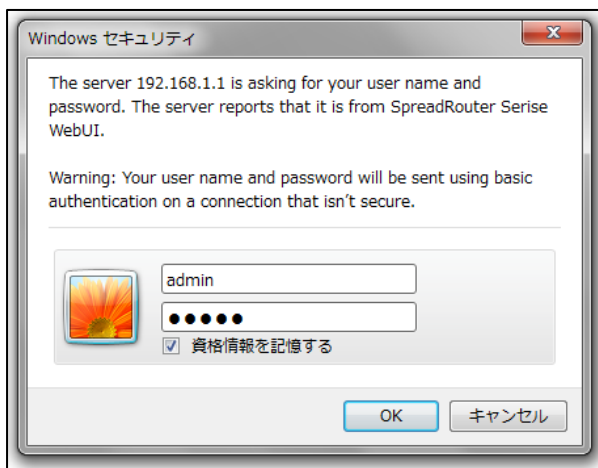 Windows セキュリティ
The server 192.168.1.1 is asking for your user name and
password. The server reports that it is from SpreadRouter Serise
WebUI.
Warning: Your user name and password will be sent using basic
authentication on a connection that isn't secure.
admin
●●●●●
資格情報を記憶する
OK
キャンセル